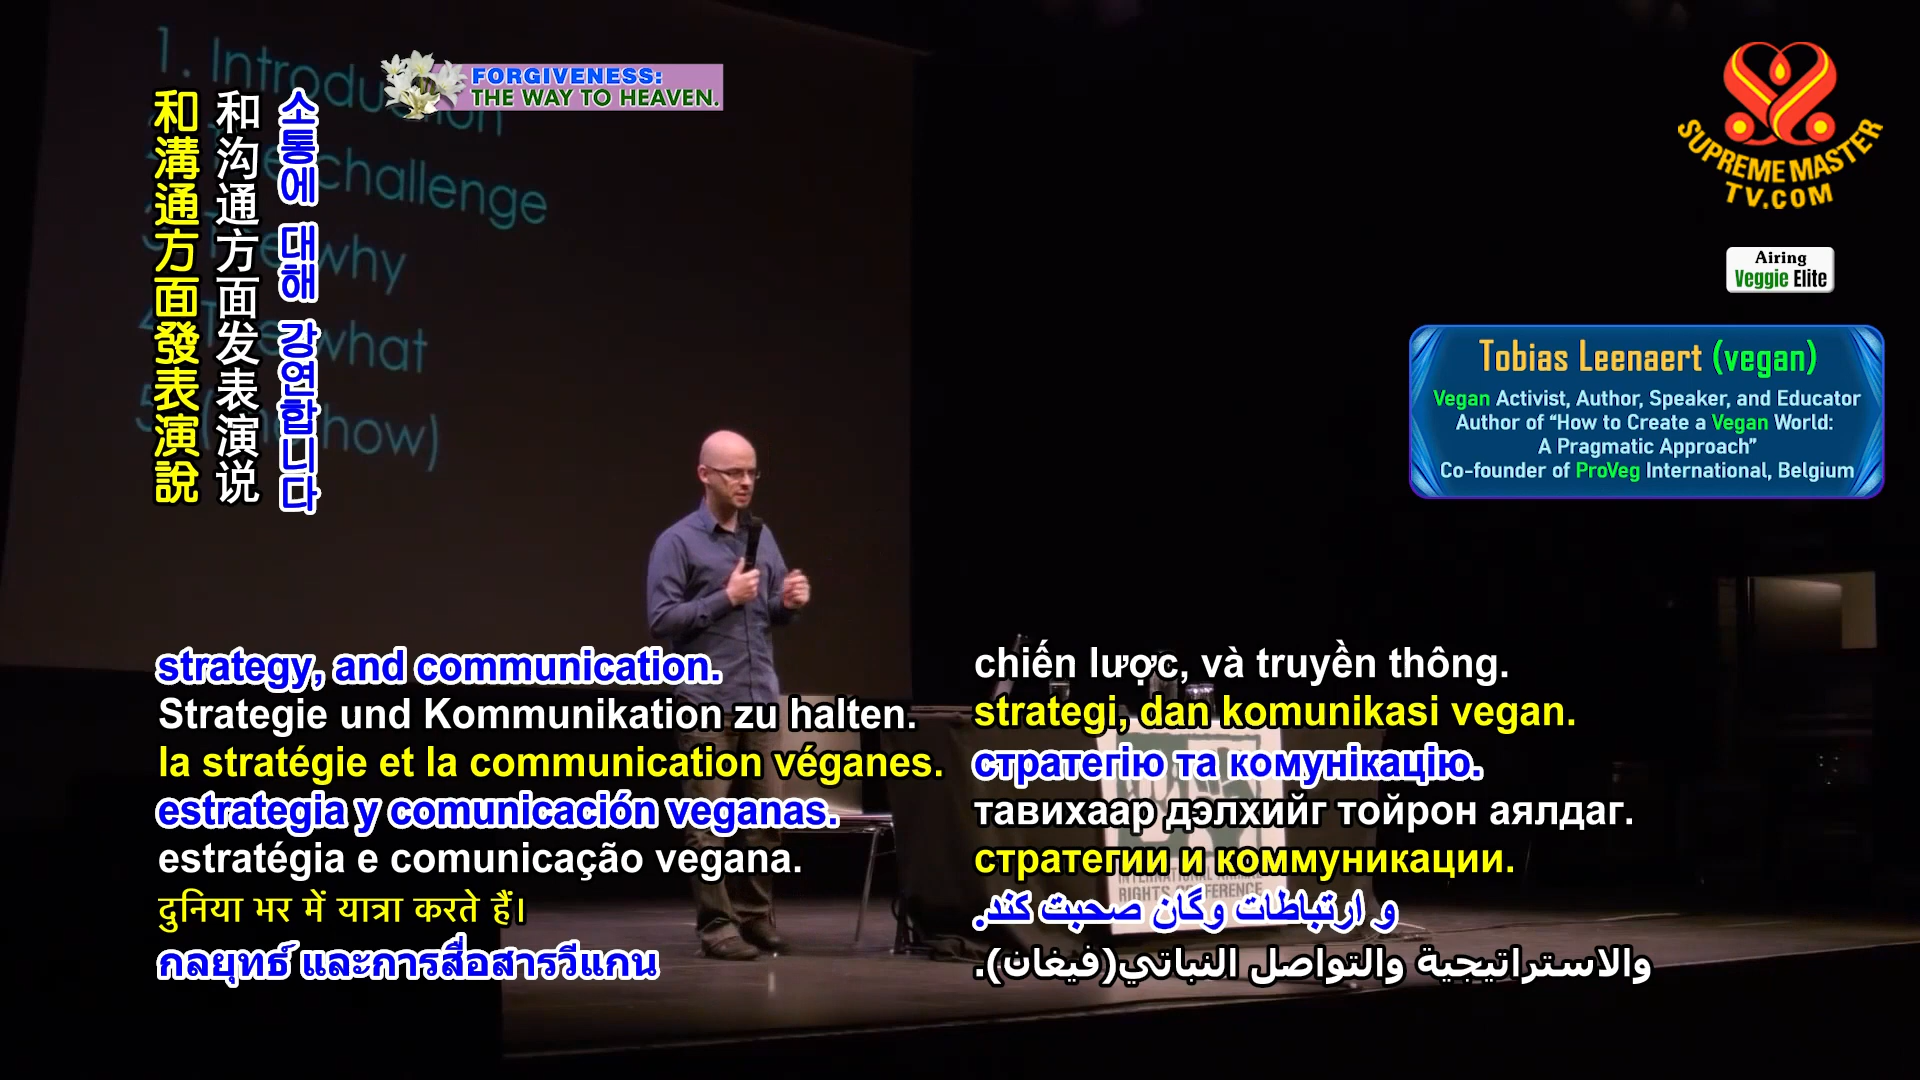 1. Introduction
challenge
why
what
how)
FORGIVENESS:
THE WAY TO HEAVEN.
和溝通方面發表演說
和沟通方面发表演说
소통에 대해 강연합니다
SUPREME MASTER
TV.COM
Airing
Veggie Elite
Tobias Leenaert (vegan)
Vegan Activist, Author, Speaker, and Educator
Author of “How to Create a Vegan World:
A Pragmatic Approach”
Co-founder of ProVeg International, Belgium
strategy, and communication.
Strategie und Kommunikation zu halten.
la stratégie et la communication véganes.
estrategia y comunicación veganas.
estratégia e comunicação vegana.
दुनिया भर में यात्रा करते हैं।
กลยุทธ์ และการสื่อสารวีแกน
chiến lược, và truyền thông.
strategi, dan komunikasi vegan.
стратегію та комунікацію.
тавихаар дэлхийг тойрон аялдаг.
стратегии и коммуникации.
و ارتباطات وگان صحبت کند.
والاستراتيجية والتواصل النباتي(فيغان).
INTERNATIONAL
RIGHTS CONFERENCE